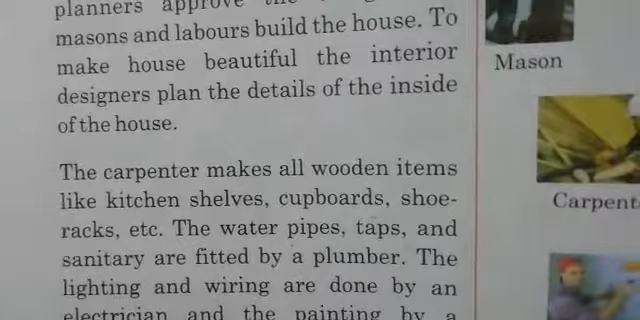 planners approve the
masons and labours build the house. To
make house beautiful the interior
designers plan the details of the inside
of the house.
The carpenter makes all wooden items
like kitchen shelves, cupboards, shoe-
racks, etc. The water pipes, taps, and
sanitary are fitted by a plumber. The
lighting and wiring are done by an
electrician and the painting by a
Mason
Carpent